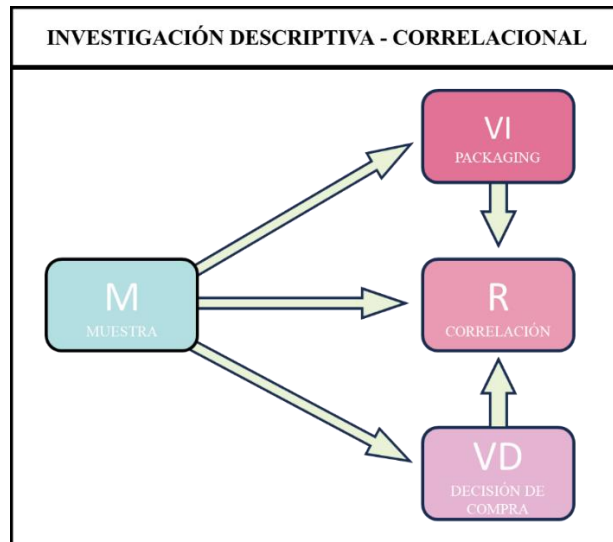 INVESTIGACIÓN DESCRIPTIVA - CORRELACIONAL
VI
PACKAGING
M
MUESTRA
R
CORRELACIÓN
VD
DECISIÓN DE
COMPRA